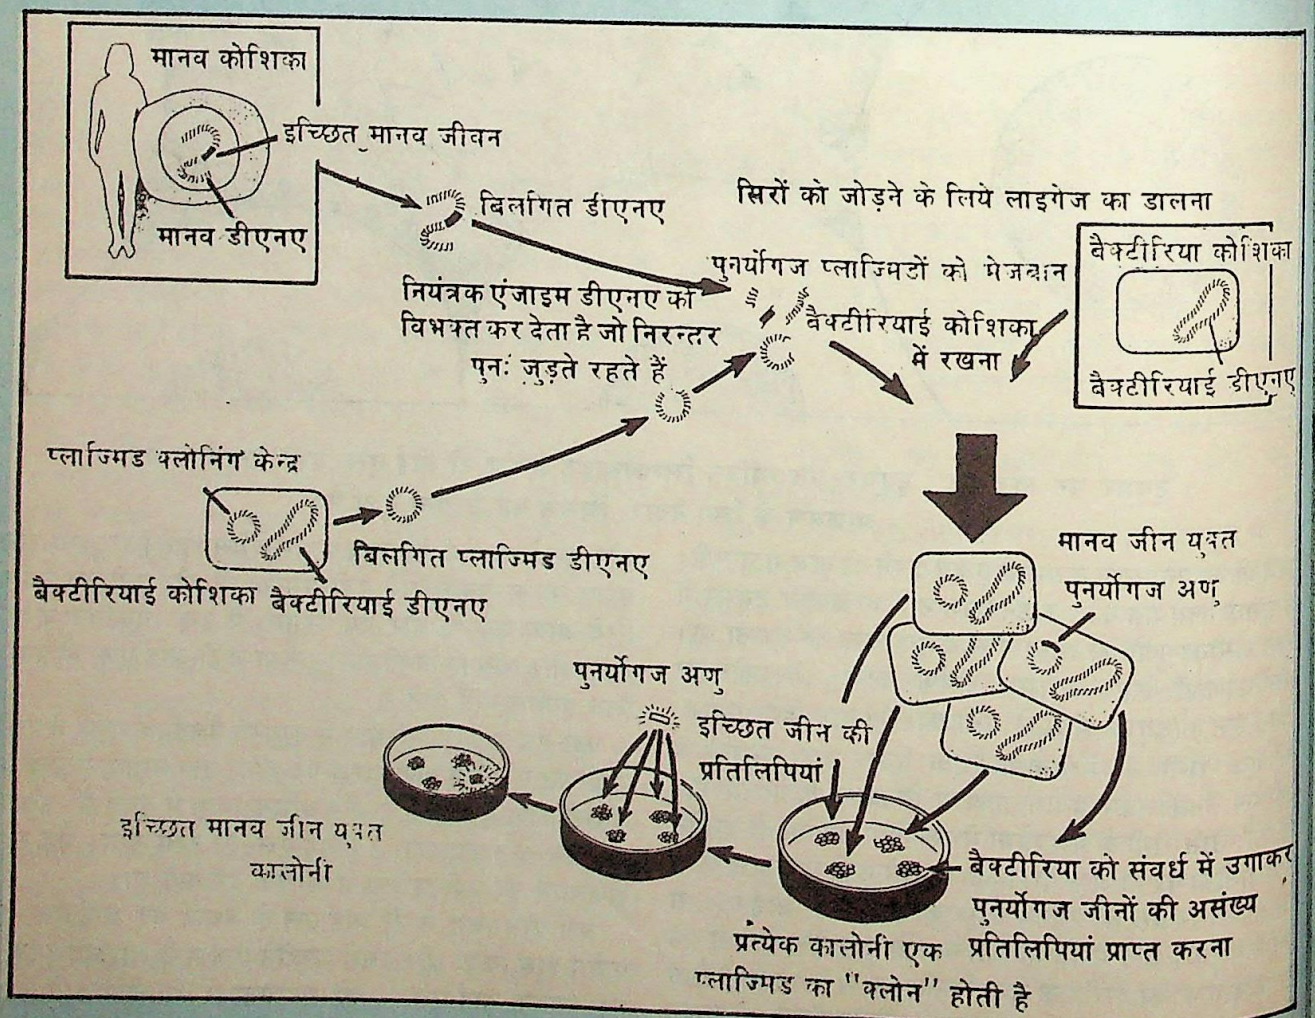 मानव कोशिका
इच्छित मानव जीवन
मानव डीएनए
बिलगित डीएनए
सिरों को जोड़ने के लिये लाइगेज का डालना
पुनर्योगज प्लाज्मिडों को मेजबान
बैक्टीरियाई कोशिका
में रखना
बैक्टीरिया कोशिका
बैक्टीरियाई डीएनए
नियंत्रक एंजाइम डीएनए को
विभक्त कर देता है जो निरन्तर
पुनः जुड़ते रहते हैं
प्लाज्मिड क्लोनिंग केन्द्र
बिलगित प्लाज्मिड डीएनए
बैक्टीरियाई कोशिका
बैक्टीरियाई डीएनए
मानव जीन युक्त
पुनर्योगज अणु
पुनर्योगज अणु
इच्छित जीन की
प्रतिलिपियां
इच्छित मानव जीन युक्त
कालोनी
बैक्टीरिया को संवर्ध में उगाकर
पुनर्योगज जीनों की असंख्य
प्रतिलिपियां प्राप्त करना
प्रत्येक कालोनी एक
प्लाज्मिड का "क्लोन" होती है